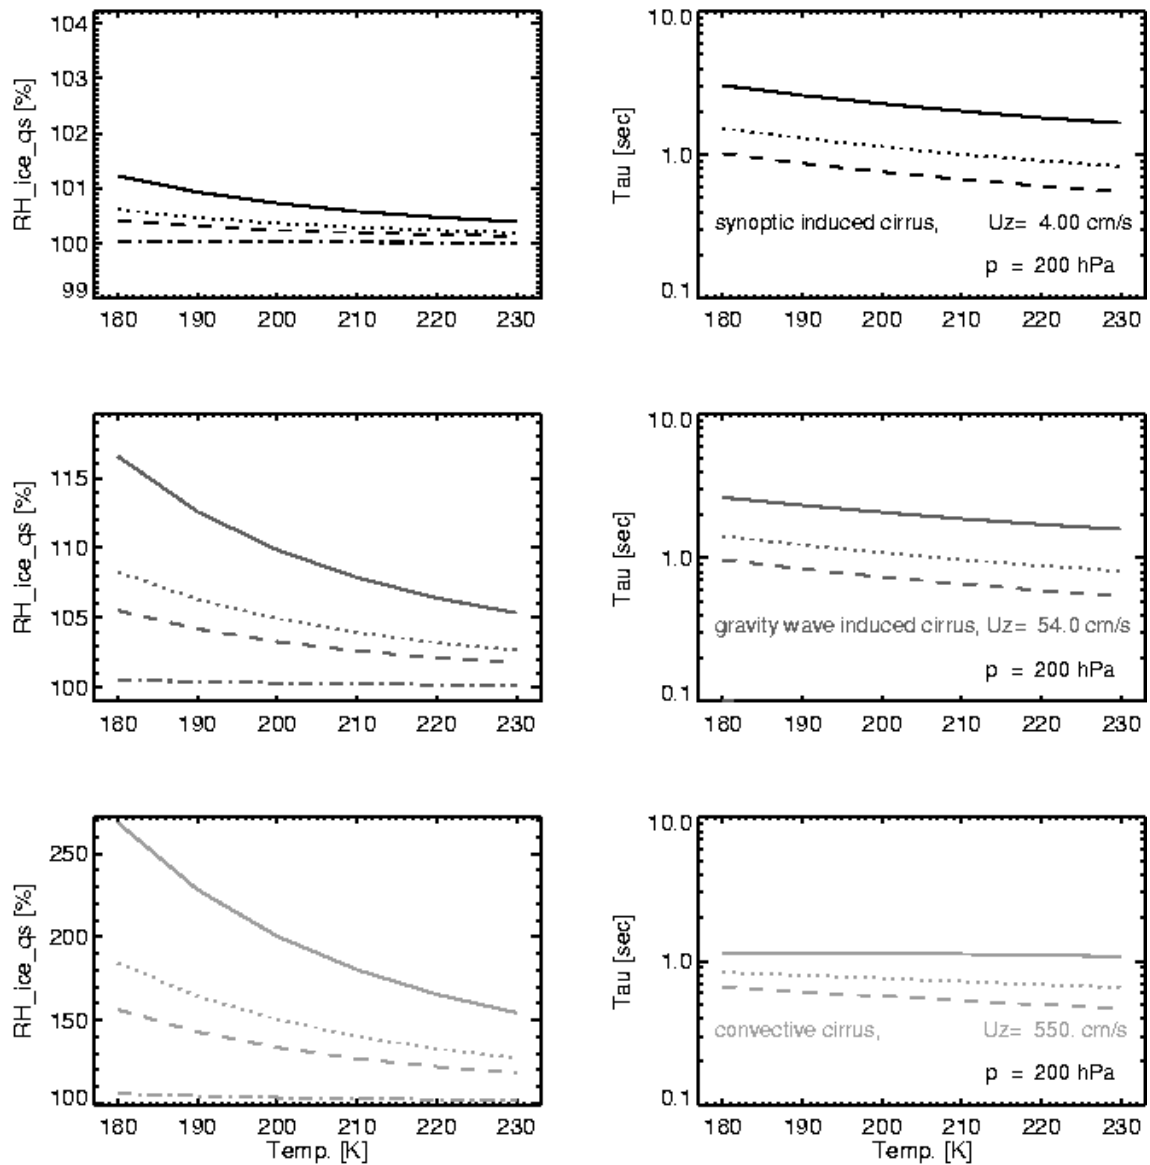 104
103
102
101
100
99
RH_ice_qs [%]
180 190 200 210 220 230
10.0
1.0
0.1
Tau [sec]
synoptic induced cirrus, Uz= 4.00 cm/s
p = 200 hPa
180 190 200 210 220 230
115
110
105
100
RH_ice_qs [%]
180 190 200 210 220 230
10.0
1.0
0.1
Tau [sec]
gravity wave induced cirrus, Uz= 54.0 cm/s
p = 200 hPa
180 190 200 210 220 230
250
200
150
100
RH_ice_qs [%]
180 190 200 210 220 230
Temp. [K]
10.0
1.0
0.1
Tau [sec]
convective cirrus, Uz= 550. cm/s
p = 200 hPa
180 190 200 210 220 230
Temp. [K]